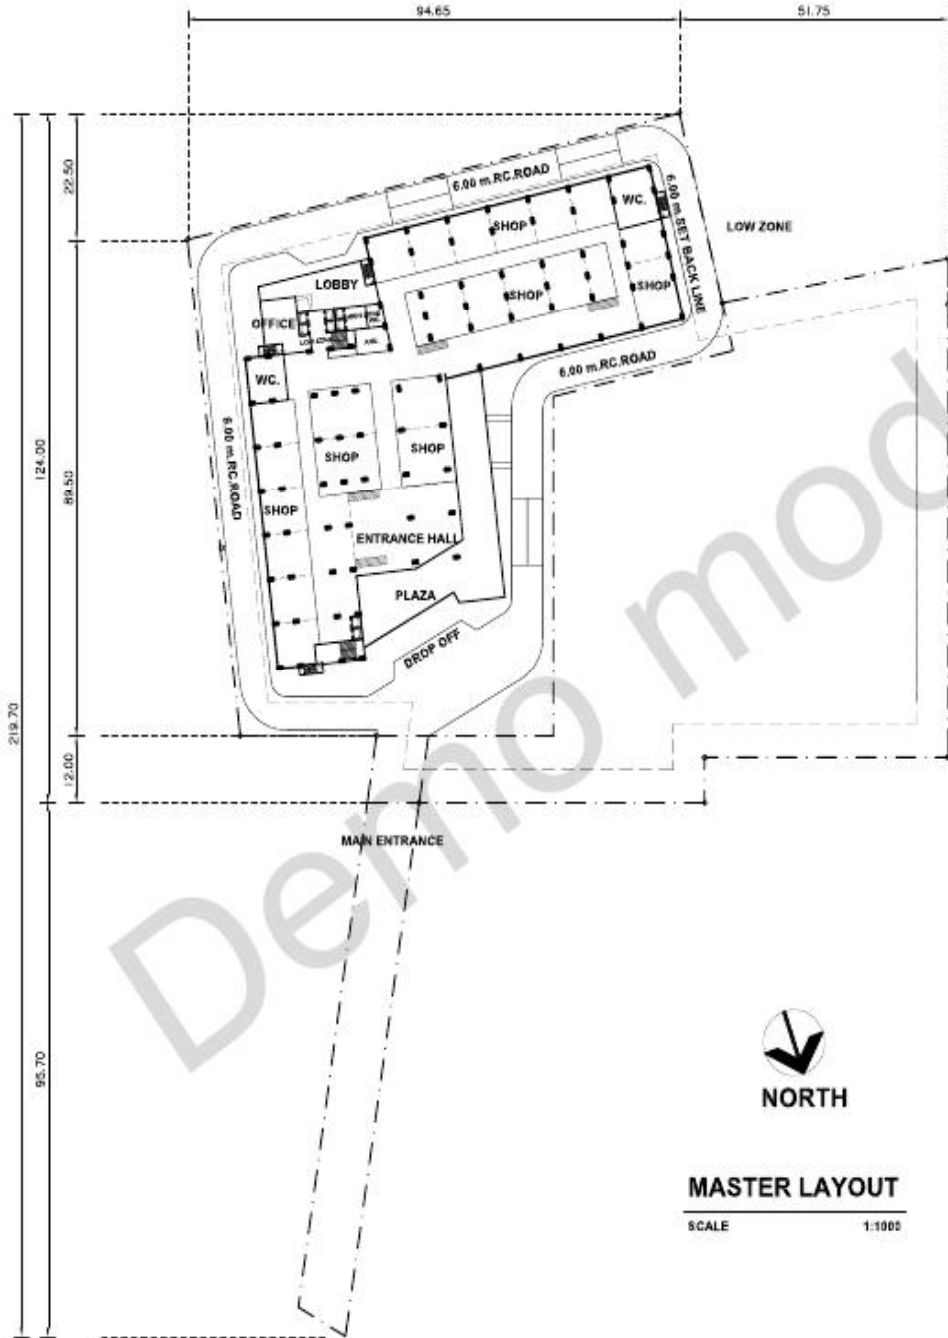 94.65
51.75
22.50
6.00 m.RC.ROAD
WC.
SHOP
6.00 m.SET BACK LINE
LOW ZONE
LOBBY
SHOP
SHOP
OFFICE
WC.
6.00 m.RC.ROAD
124.00
89.50
6.00 m.RC.ROAD
SHOP
SHOP
SHOP
ENTRANCE HALL
PLAZA
DROP OFF
219.70
12.00
MAIN ENTRANCE
95.70
Demo mod
NORTH
MASTER LAYOUT
SCALE 1:1000